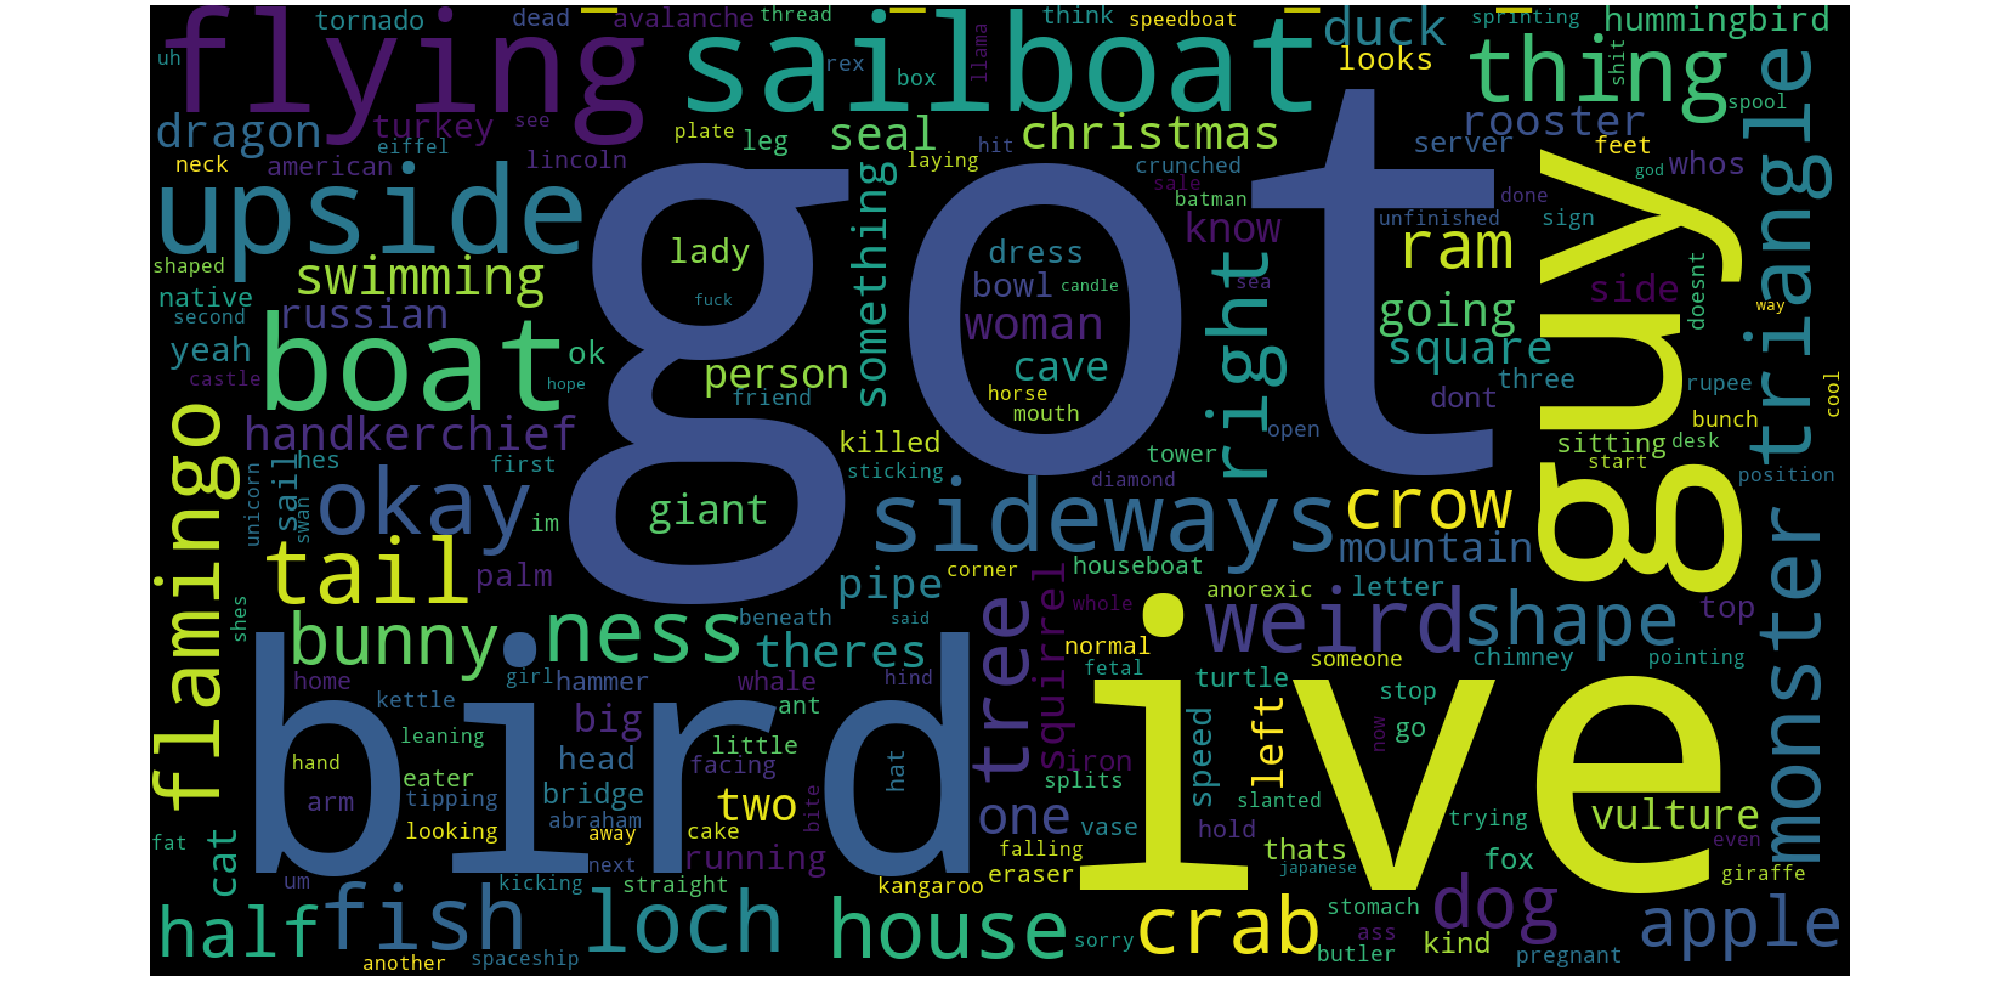 tornado
dead
avalanche
thread
think
speedboat
sprinting
hummingbird
uh
flying
sailboat
rex
box
llama
duck
looks
thing
shit
spool
triangle
dragon
turkey
see
eiffel
plate
leg
seal
christmas
hit
rooster
server
feet
whos
neck
american
lincoln
laying
crunched
sale
batman
god
done
upside
got
guy
something
know
unfinished
sign
shaped
swimming
lady
dress
bowl
candle
sea
right
ram
side
doesnt
native
second
russian
fuck
woman
going
way
yeah
boat
ok
hope
castle
person
friend
cave
horse
mouth
square
three
rupee
cool
dont
bunch
flamingo
handkerchief
killed
open
sitting
desk
start
hes
first
sticking
tower
diamond
position
unicorn
sail
swan
okay
im
giant
sideways
crow
mountain
monster
tail
palm
pipe
corner
houseboat
squirrel
anorexic
letter
whole
top
shes
bunny
ness
beneath
said
theres
tree
normal
weird
shape
fetal
someone
chimney
pointing
home
girl
hammer
whale
hind
turtle
stop
kettle
big
ant
bird
ive
leaning
head
little
hat
speed
left
now
go
hand
eater
facing
iron
splits
arm
tipping
bridge
two
bite
slanted
vulture
looking
abraham
away
cake
one
vase
hold
trying
even
fat
cat
next
running
falling
thats
fox
um
kicking
straight
kangaroo
eraser
japanese
giraffe
half
fish
loch
house
crab
stomach
dog
apple
sorry
ass
kind
another
spaceship
butler
pregnant